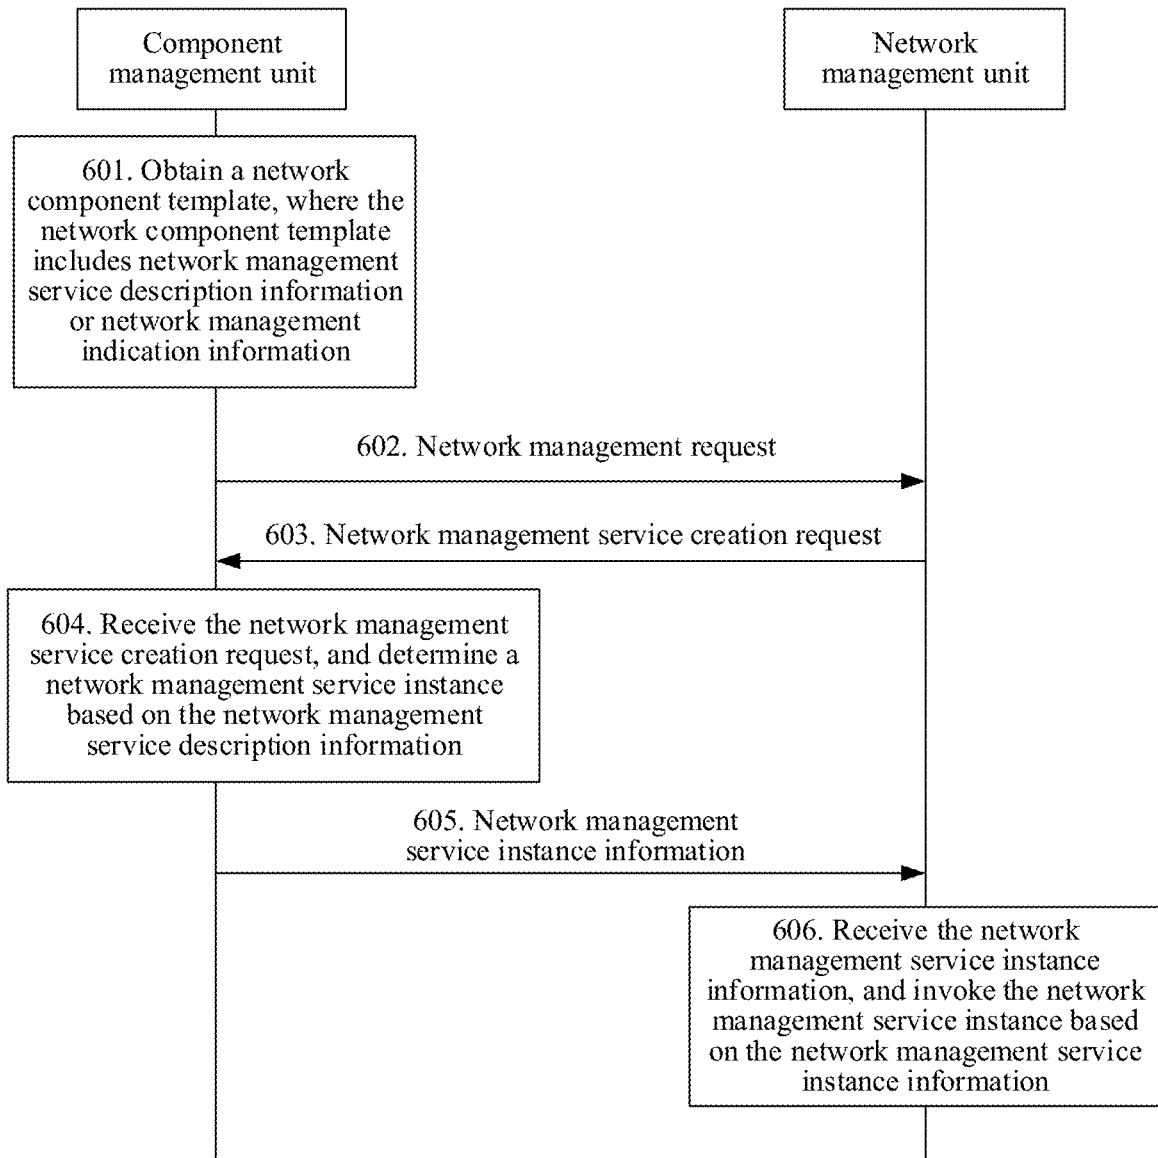 Component
management unit
Network
management unit
601. Obtain a network
component template, where the
network component template
includes network management
service description information
or network management
indication information
602. Network management request
603. Network management service creation request
604. Receive the network management
service creation request, and determine a
network management service instance
based on the network management
service description information
605. Network management
service instance information
606. Receive the network
management service instance
information, and invoke the network
management service instance based
on the network management service
instance information